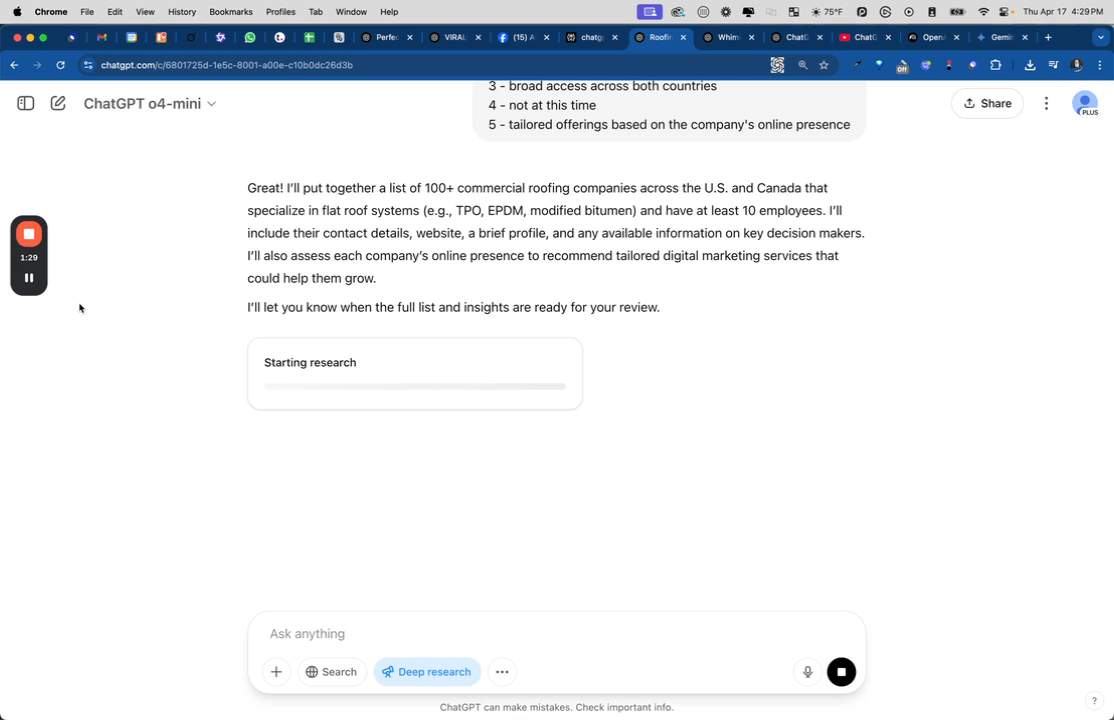 Chrome File Edit View History Bookmarks Profiles Tab Window Help 75°F Thu Apr 17 4:29 PM
Perfec VIRAL (15) A chatg Roofin Whim ChatG ChatG Open Gemin
chatgpt.com/c/6801725d-1e5c-8001-a00e-c10b0dc26d3b off
3 - broad access across both countries
ChatGPT o4-mini Share
4 - not at this time
PLUS
5 - tailored offerings based on the company's online presence
Great! I'll put together a list of 100+ commercial roofing companies across the U.S. and Canada that
specialize in flat roof systems (e.g., TPO, EPDM, modified bitumen) and have at least 10 employees. I'll
include their contact details, website, a brief profile, and any available information on key decision makers.
I'll also assess each company's online presence to recommend tailored digital marketing services that
could help them grow.
1:29
I'll let you know when the full list and insights are ready for your review.
Starting research
Ask anything
Search Deep research
ChatGPT can make mistakes. Check important info.
?